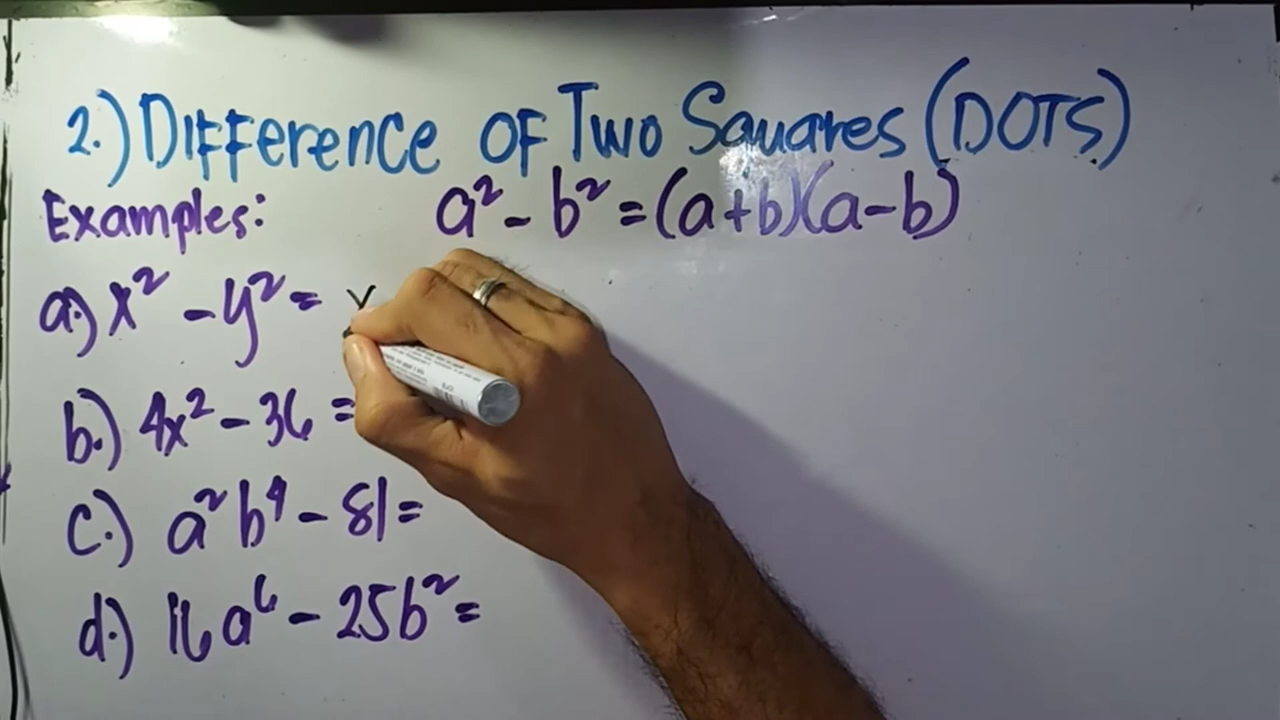 2.) Difference of Two Squares (DOTS)
Examples: a² - b² = (a+b)(a-b)
a.) x² - y² = x
b.) 4x² - 36 =
c.) a²b⁴ - 81 =
d.) 16a⁶ - 25b² =